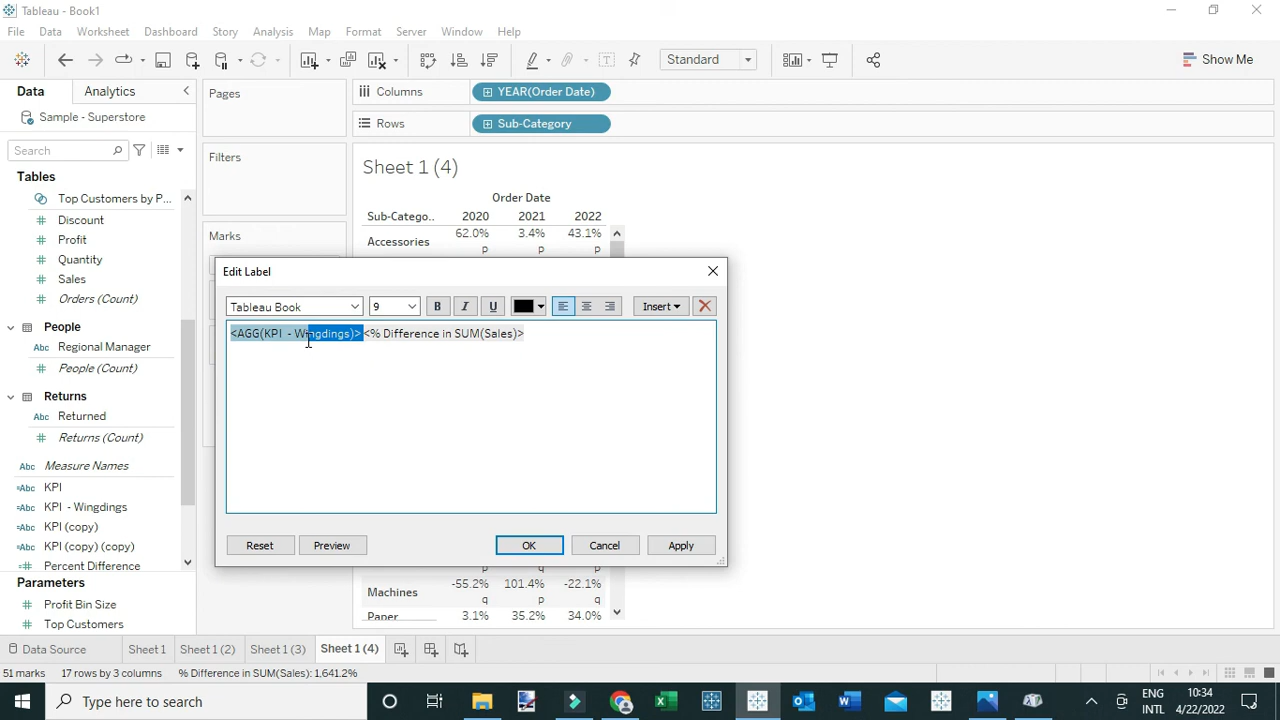 Tableau - Book1
File Data Worksheet Dashboard Story Analysis Map Format Server Window Help
Standard
Show Me
Data Analytics
Sample - Superstore
Search
Tables
Top Customers by P...
Discount
Profit
Quantity
Sales
Orders (Count)
People
Regional Manager
People (Count)
Returns
Returned
Returns (Count)
Measure Names
KPI
KPI - Wingdings
KPI (copy)
KPI (copy) (copy)
Percent Difference
Parameters
Profit Bin Size
Top Customers
Pages
Filters
Marks
Columns YEAR(Order Date)
Rows Sub-Category
Sheet 1 (4)
Order Date
Sub-Catego.. 2020 2021 2022
Accessories 62.0% 3.4% 43.1%
p p p
Edit Label
Tableau Book 9 B I U Insert
<AGG(KPI - Wingdings)> <% Difference in SUM(Sales)>
Reset Preview OK Cancel Apply
p q p
Machines -55.2% 101.4% -22.1%
q p q
Paper 3.1% 35.2% 34.0%
Data Source Sheet 1 Sheet 1 (2) Sheet 1 (3) Sheet 1 (4)
51 marks 17 rows by 3 columns % Difference in SUM(Sales): 1,641.2%
Type here to search
ENG
INTL
10:34
4/22/2022